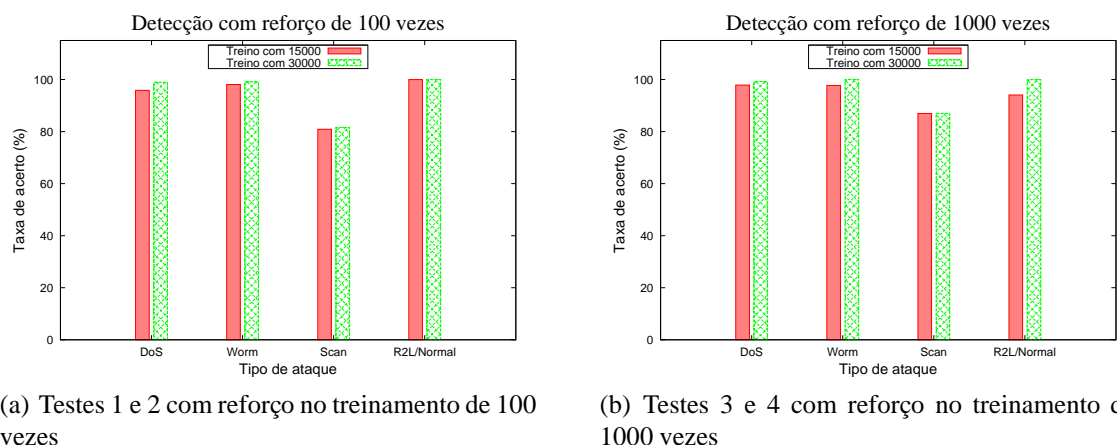 Detecção com reforço de 100 vezes
Treino com 15000
Treino com 30000
100
80
60
40
20
0
Taxa de acerto (%)
DoS Worm Scan R2L/Normal
Tipo de ataque
(a) Testes 1 e 2 com reforço no treinamento de 100
vezes
Detecção com reforço de 1000 vezes
Treino com 15000
Treino com 30000
100
80
60
40
20
0
Taxa de acerto (%)
DoS Worm Scan R2L/Normal
Tipo de ataque
(b) Testes 3 e 4 com reforço no treinamento
1000 vezes